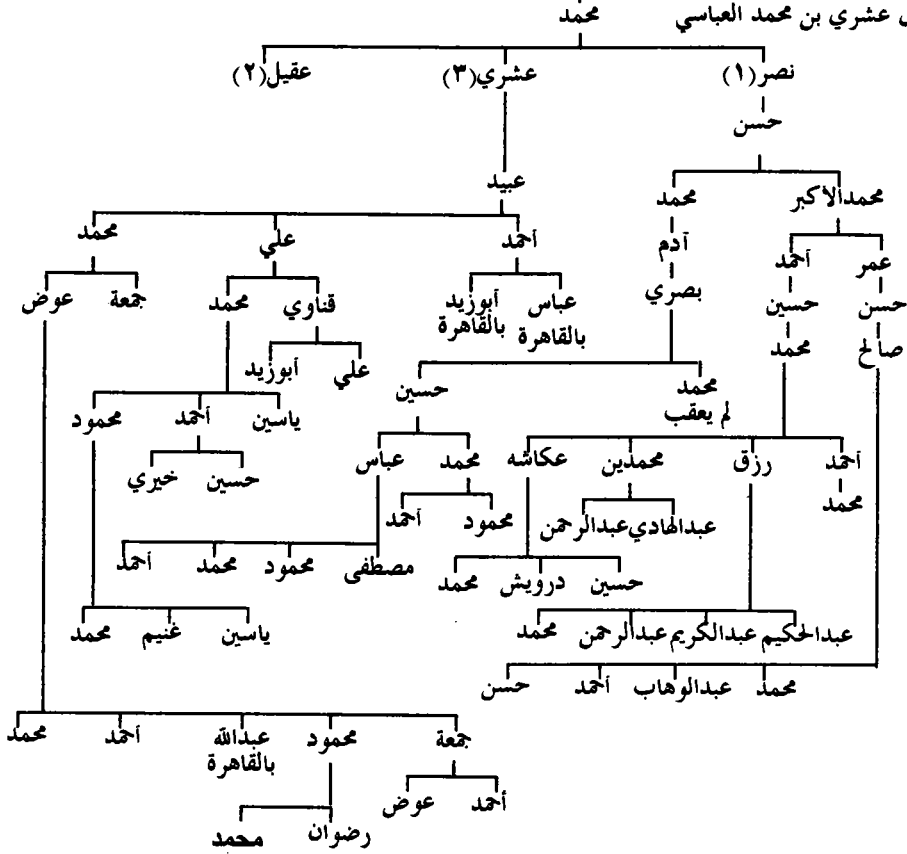 عشري بن محمد العباسي
محمد
نصر (١) عشري (٣) عقيل (٢)
حسن
عبيد
محمد الأكبر محمد
أحمد علي محمد
عمر أحمد آدم
عباس بالقاهرة أبوزيد بالقاهرة قناوي محمد جمعة عوض
حسن حسين بصري
صالح محمد
علي أبوزيد
محمد لم يعقب حسين
ياسين أحمد محمود
أحمد رزق محمدين عكاشه محمد عباس
حسين خيري
محمد
عبدالهادي عبدالرحمن محمود أحمد
مصطفى محمود محمد أحمد
حسين درويش محمد
عبدالحكيم عبدالكريم عبدالرحمن محمد ياسين غنيم محمد
محمد عبدالوهاب أحمد حسن
جمعة محمود عبدالله بالقاهرة أحمد محمد
أحمد عوض
رضوان محمد